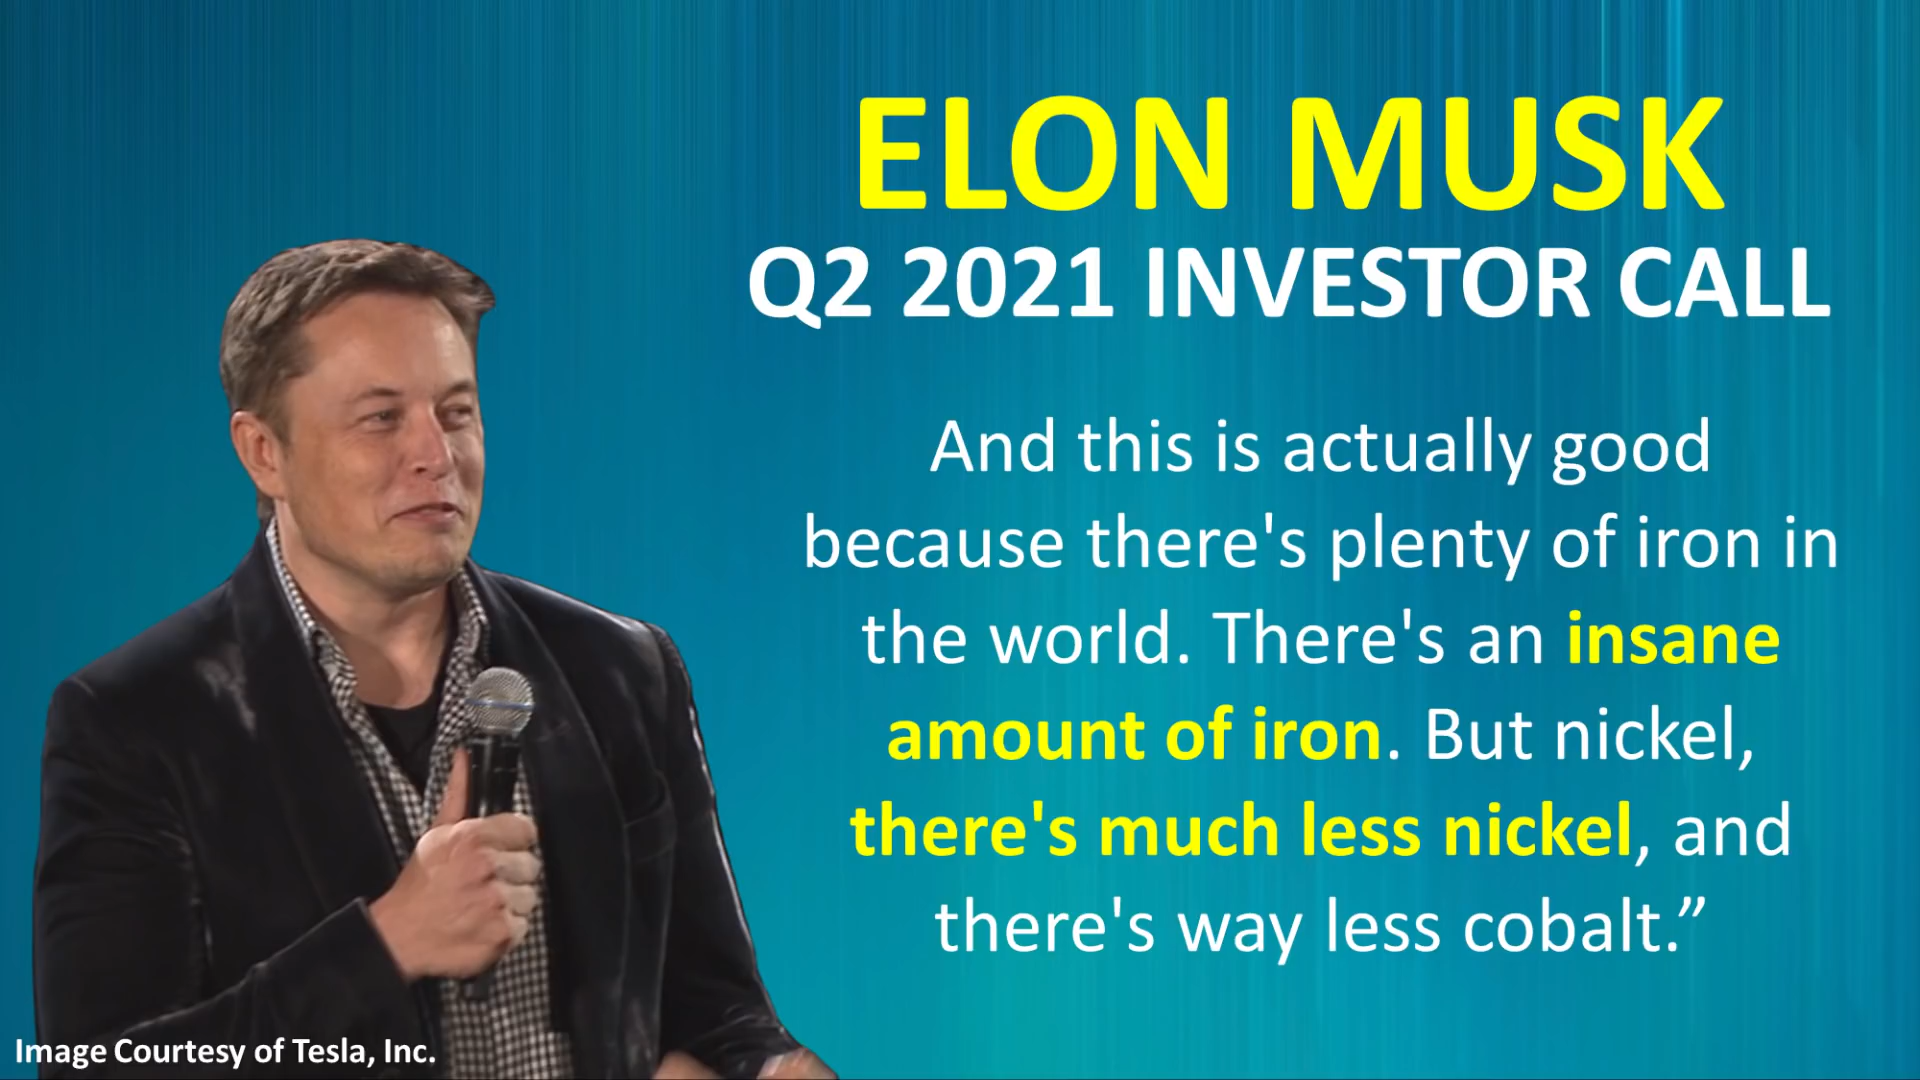 ELON MUSK
Q2 2021 INVESTOR CALL
And this is actually good
because there's plenty of iron in
the world. There's an insane
amount of iron. But nickel,
there's much less nickel, and
there's way less cobalt.”
Image Courtesy of Tesla, Inc.